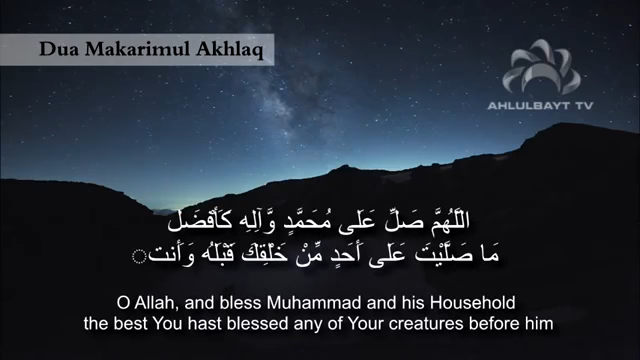 Dua Makarimul Akhlaq
AHLULBAYT TV
اللَّهُمَّ صَلِّ عَلَى مُحَمَّدٍ وَّآلِهِ كَأَفْضَلَ
مَا صَلَّيْتَ عَلَى أَحَدٍ مِّنْ خَلْقِكَ قَبْلَهُ وَأَنت
O Allah, and bless Muhammad and his Household
the best You hast blessed any of Your creatures before him